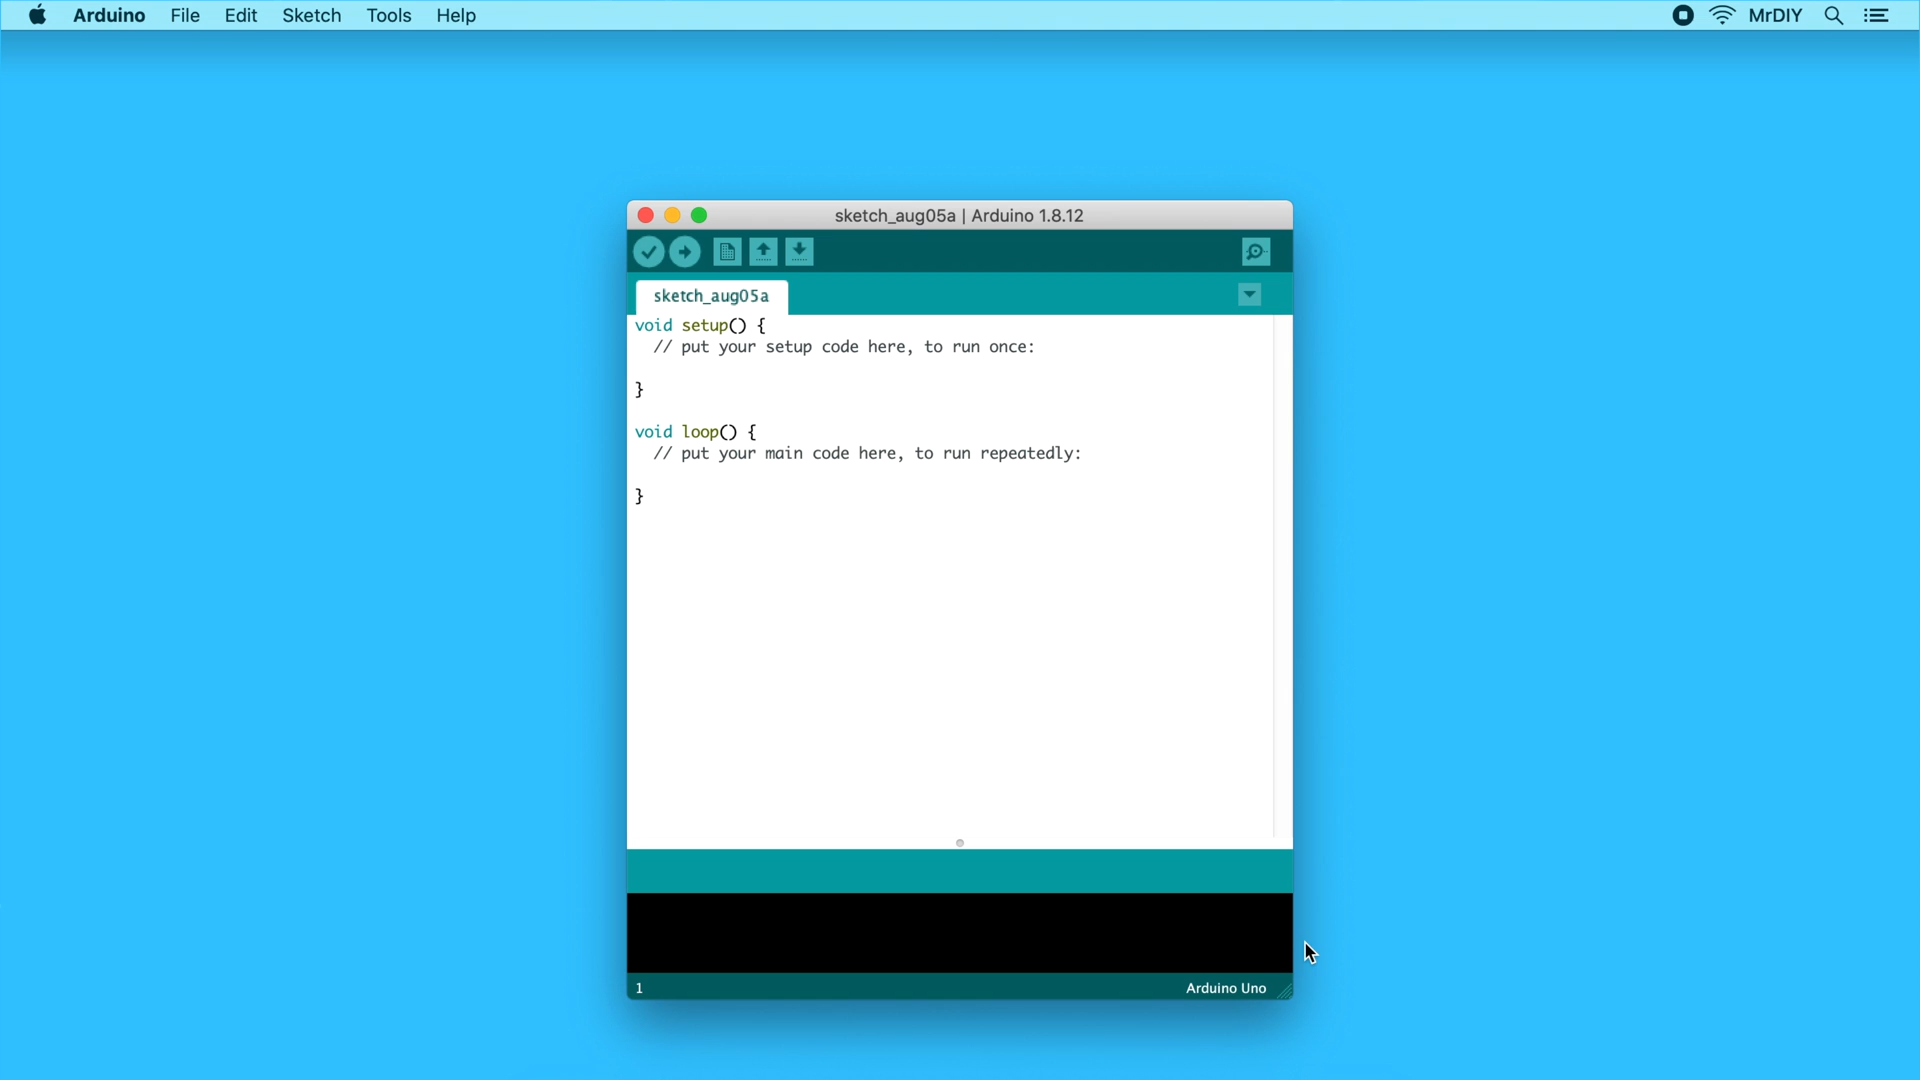 Arduino File Edit Sketch Tools Help MrDIY
sketch_aug05a | Arduino 1.8.12
sketch_aug05a
void setup() {
  // put your setup code here, to run once:
}
void loop() {
  // put your main code here, to run repeatedly:
}
1 Arduino Uno